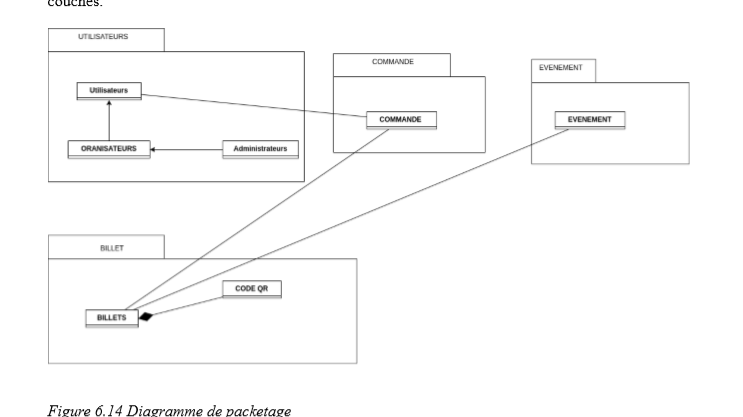 couches.
UTILISATEURS
COMMANDE
EVENEMENT
Utilisateurs
COMMANDE
EVENEMENT
ORANISATEURS
Administrateurs
BILLET
CODE QR
BILLETS
Figure 6.14 Diagramme de packetage